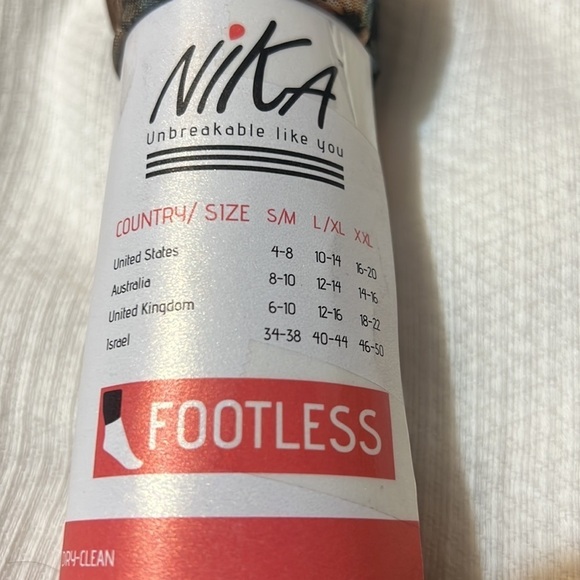 NiKA
Unbreakable like you
COUNTRY/ SIZE S/M L/XL XXL
United States 4-8 10-14 16-20
Australia 8-10 12-14 14-16
United Kingdom 6-10 12-16 18-22
Israel 34-38 40-44 46-50
FOOTLESS
DRY-CLEAN